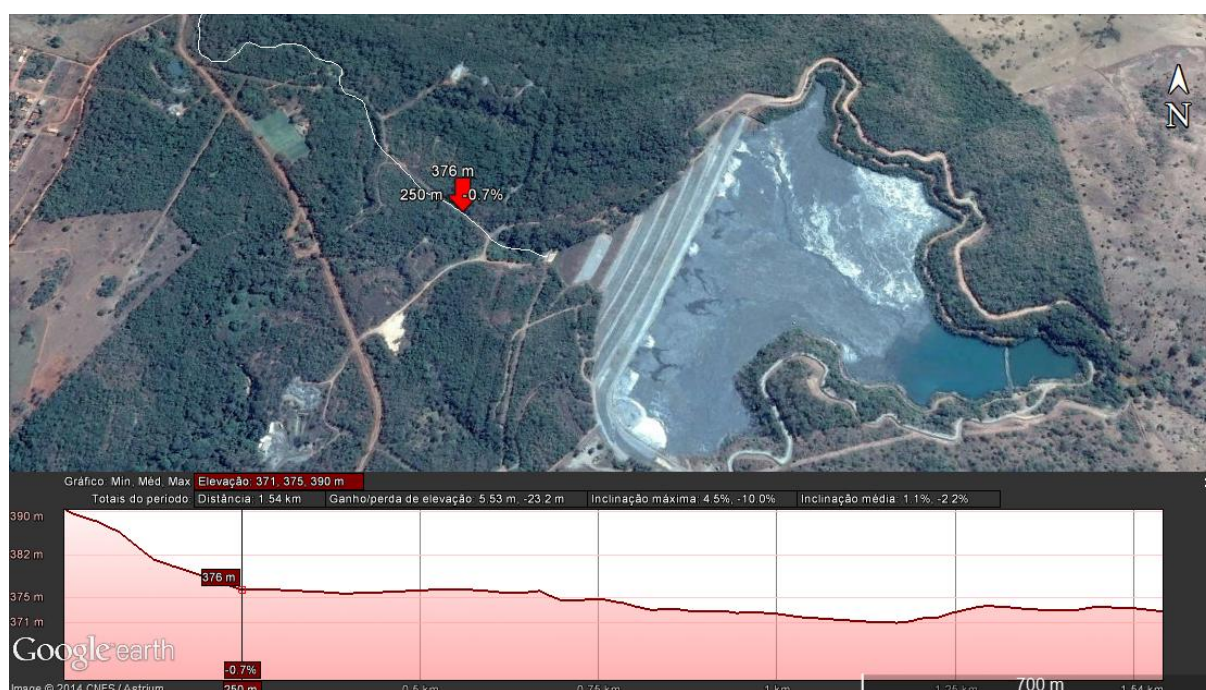 N
376 m
250 m -0.7%
Gráfico: Mín, Méd, Máx Elevação: 371, 375, 390 m
Totais do período: Distância: 1.54 km Ganho/perda de elevação: 5.53 m, -23.2 m Inclinação máxima: 4.5%, -10.0% Inclinação média: 1.1%, -2.2%
390 m
382 m
376 m
375 m
371 m
Google earth
-0.7%
Image © 2014 CNES / Astrium 250 m 0.5 km 0.75 km 1 km 700 m 1.25 km 1.54 km